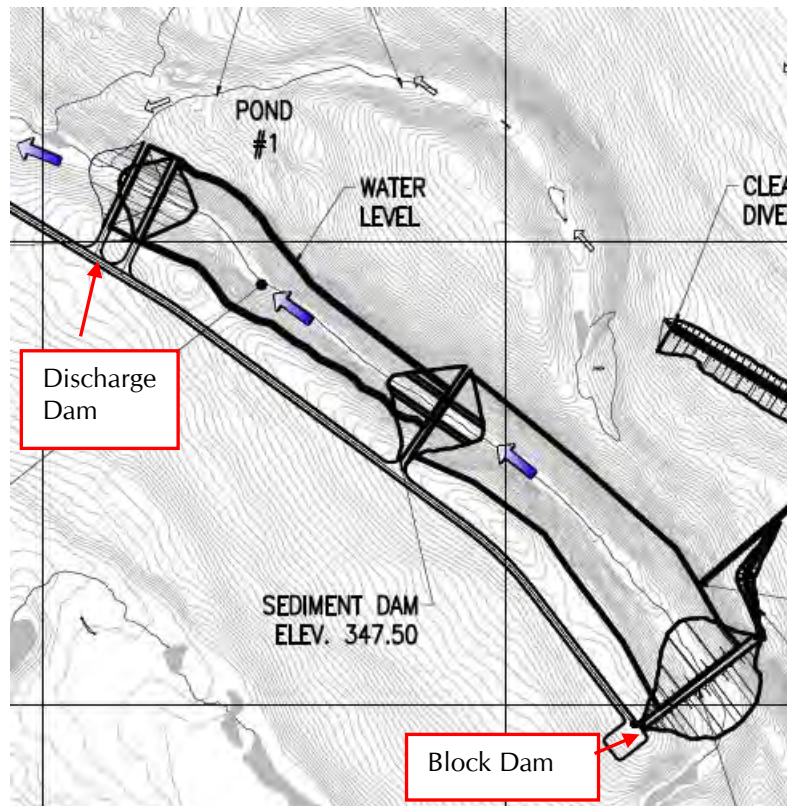 POND
#1
WATER
LEVEL
CLEA
DIVE
Discharge
Dam
SEDIMENT DAM
ELEV. 347.50
Block Dam